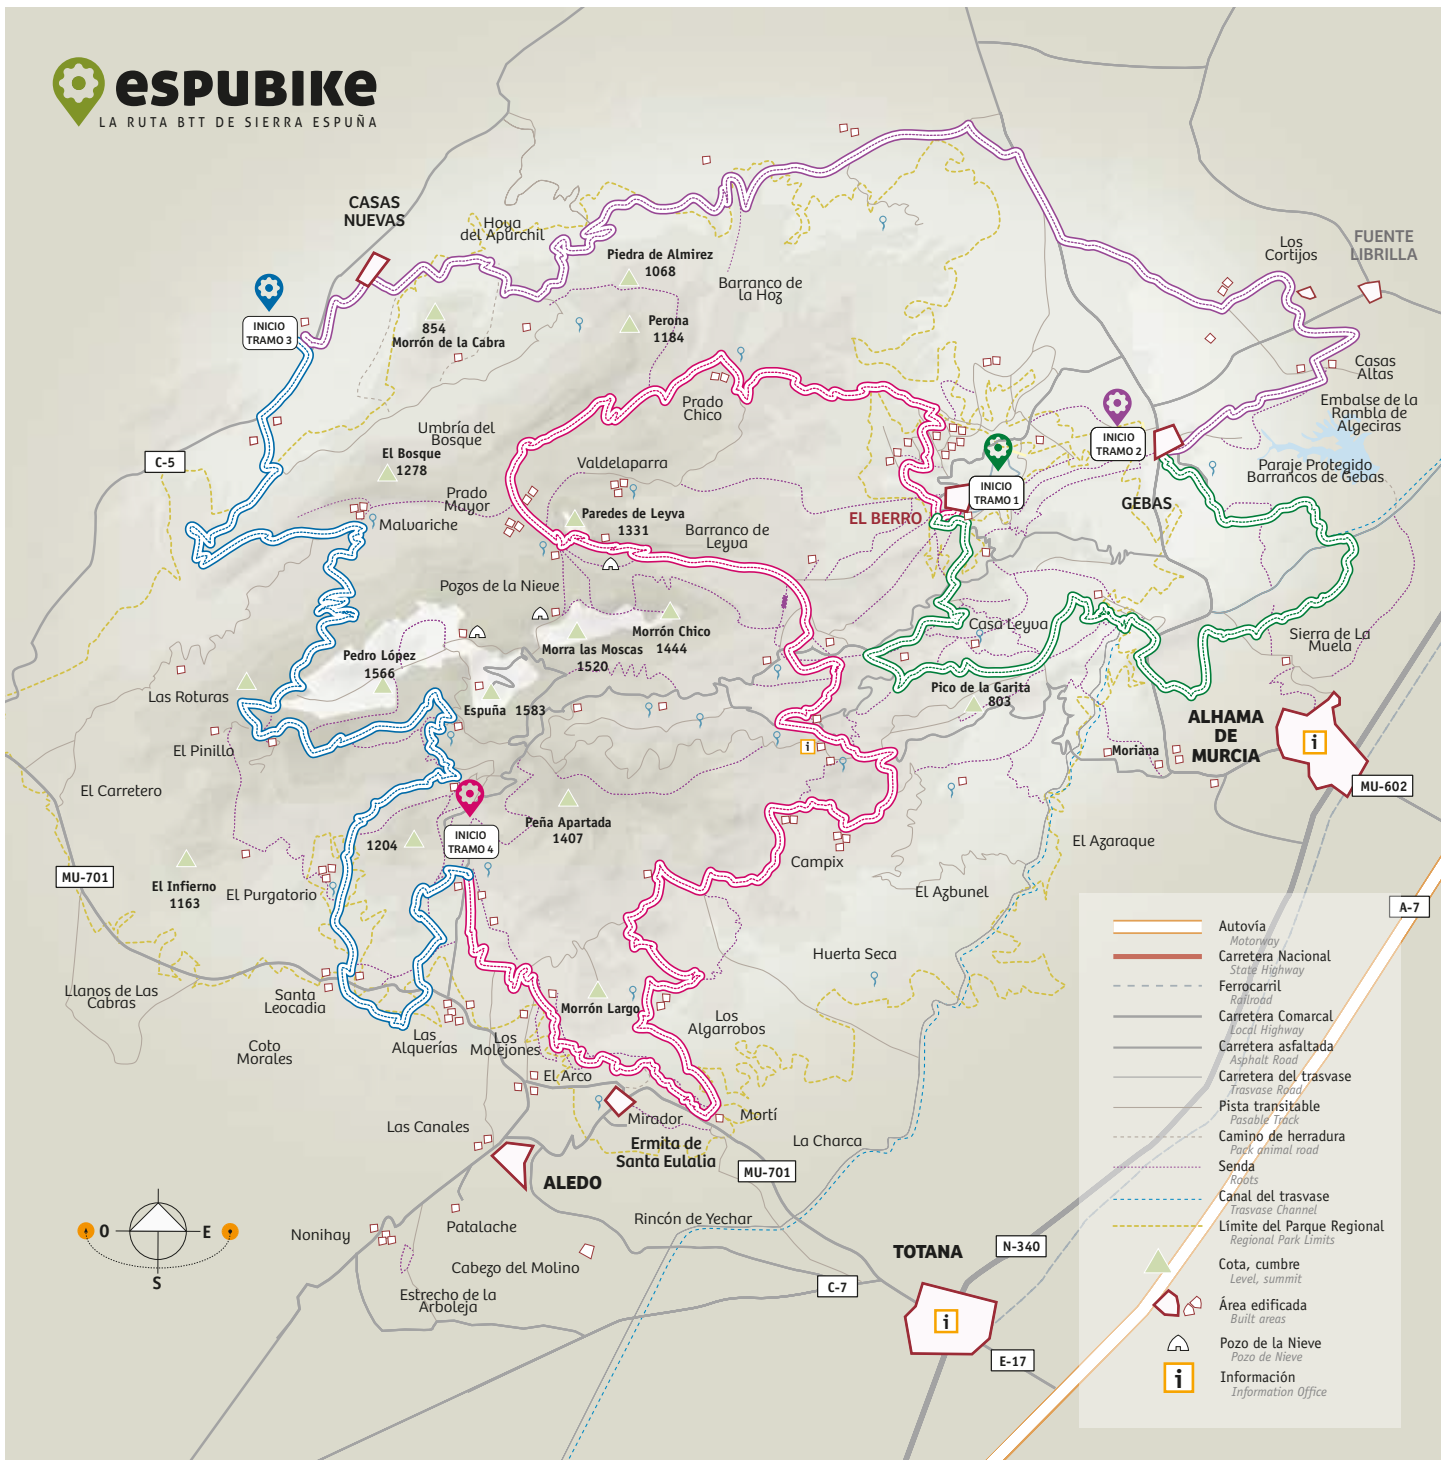 eSPUBIKe
LA RUTA BTT DE SIERRA ESPUÑA
CASAS
NUEVAS
Hoya
del Apurchil
Piedra de Almirez
1068
Barranco de
la Hoz
Los
Cortijos
FUENTE
LIBRILLA
INICIO
TRAMO 3
854
Morrón de la Cabra
Perona
1184
Casas
Altas
Prado
Chico
Embalse de la
Rambla de
Algeciras
Umbría del
Bosque
INICIO
TRAMO 2
El Bosque
1278
C-5
Valdelaparra
Paraje Protegido
Barrancos de Gebas
INICIO
TRAMO 1
Prado
Mayor
GEBAS
Malvariche
Paredes de Leyva
1331
EL BERRO
Barranco de
Leyva
Pozos de la Nieve
Casa Leyva
Morrón Chico
1444
Sierra de La
Muela
Morra las Moscas
1520
Pedro López
1566
Las Roturas
Pico de la Garita
803
Espuña 1583
ALHAMA
DE
MURCIA
El Pinillo
Moriana
El Carretero
MU-602
Peña Apartada
1407
INICIO
TRAMO 4
1204
El Azaraque
Campix
MU-701
El Infierno
1163
El Purgatorio
El Azbunel
A-7
Huerta Seca
Llanos de Las
Cabras
Santa
Leocadia
Morrón Largo
Los
Algarrobos
Las
Alquerías
Los
Molejones
Coto
Morales
El Arco
Las Canales
Mirador
Mortí
La Charca
Ermita de
Santa Eulalia
MU-701
ALEDO
Patalache
Rincón de Yechar
Nonihay
O
E
S
Cabezo del Molino
TOTANA
N-340
Estrecho de la
Arboleja
C-7
E-17
i
i
i
Autovía
Motorway
Carretera Nacional
State Highway
Ferrocarril
Railroad
Carretera Comarcal
Local Highway
Carretera asfaltada
Asphalt Road
Carretera del trasvase
Trasvase Road
Pista transitable
Pasable Track
Camino de herradura
Pack animal road
Senda
Roots
Canal del trasvase
Trasvase Channel
Límite del Parque Regional
Regional Park Limits
Cota, cumbre
Level, summit
Área edificada
Built areas
Pozo de la Nieve
Pozo de Nieve
i
Información
Information Office